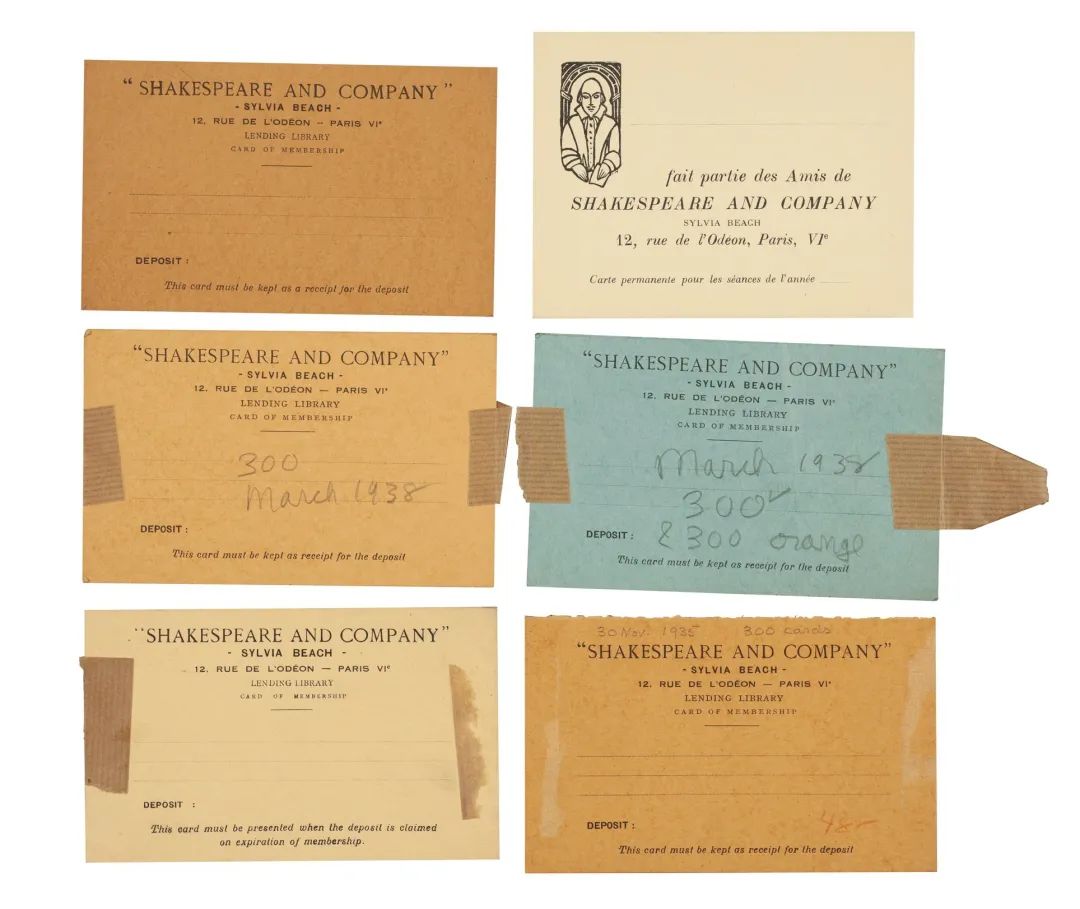 “SHAKESPEARE AND COMPANY”
- SYLVIA BEACH -
12, RUE DE L'ODÉON — PARIS VIe
LENDING LIBRARY
CARD OF MEMBERSHIP
DEPOSIT :
This card must be kept as a receipt for the deposit
fait partie des Amis de
SHAKESPEARE AND COMPANY
SYLVIA BEACH
12, rue de l'Odéon, Paris, VIe
Carte permanente pour les séances de l'année
“SHAKESPEARE AND COMPANY”
- SYLVIA BEACH -
12, RUE DE L'ODÉON — PARIS VIe
LENDING LIBRARY
CARD OF MEMBERSHIP
300
March 1938
DEPOSIT :
This card must be kept as receipt for the deposit
“SHAKESPEARE AND COMPANY”
- SYLVIA BEACH -
12, RUE DE L'ODÉON — PARIS VIe
LENDING LIBRARY
CARD OF MEMBERSHIP
March 1938
300
DEPOSIT : & 300 orange
This card must be kept as receipt for the deposit
“SHAKESPEARE AND COMPANY”
- SYLVIA BEACH -
12, RUE DE L'ODÉON — PARIS VIe
LENDING LIBRARY
CARD OF MEMBERSHIP
DEPOSIT :
This card must be presented when the deposit is claimed
on expiration of membership.
30 Nov. 1935 300 cards
“SHAKESPEARE AND COMPANY”
- SYLVIA BEACH -
12, RUE DE L'ODÉON — PARIS VIe
LENDING LIBRARY
CARD OF MEMBERSHIP
DEPOSIT : 48
This card must be kept as receipt for the deposit